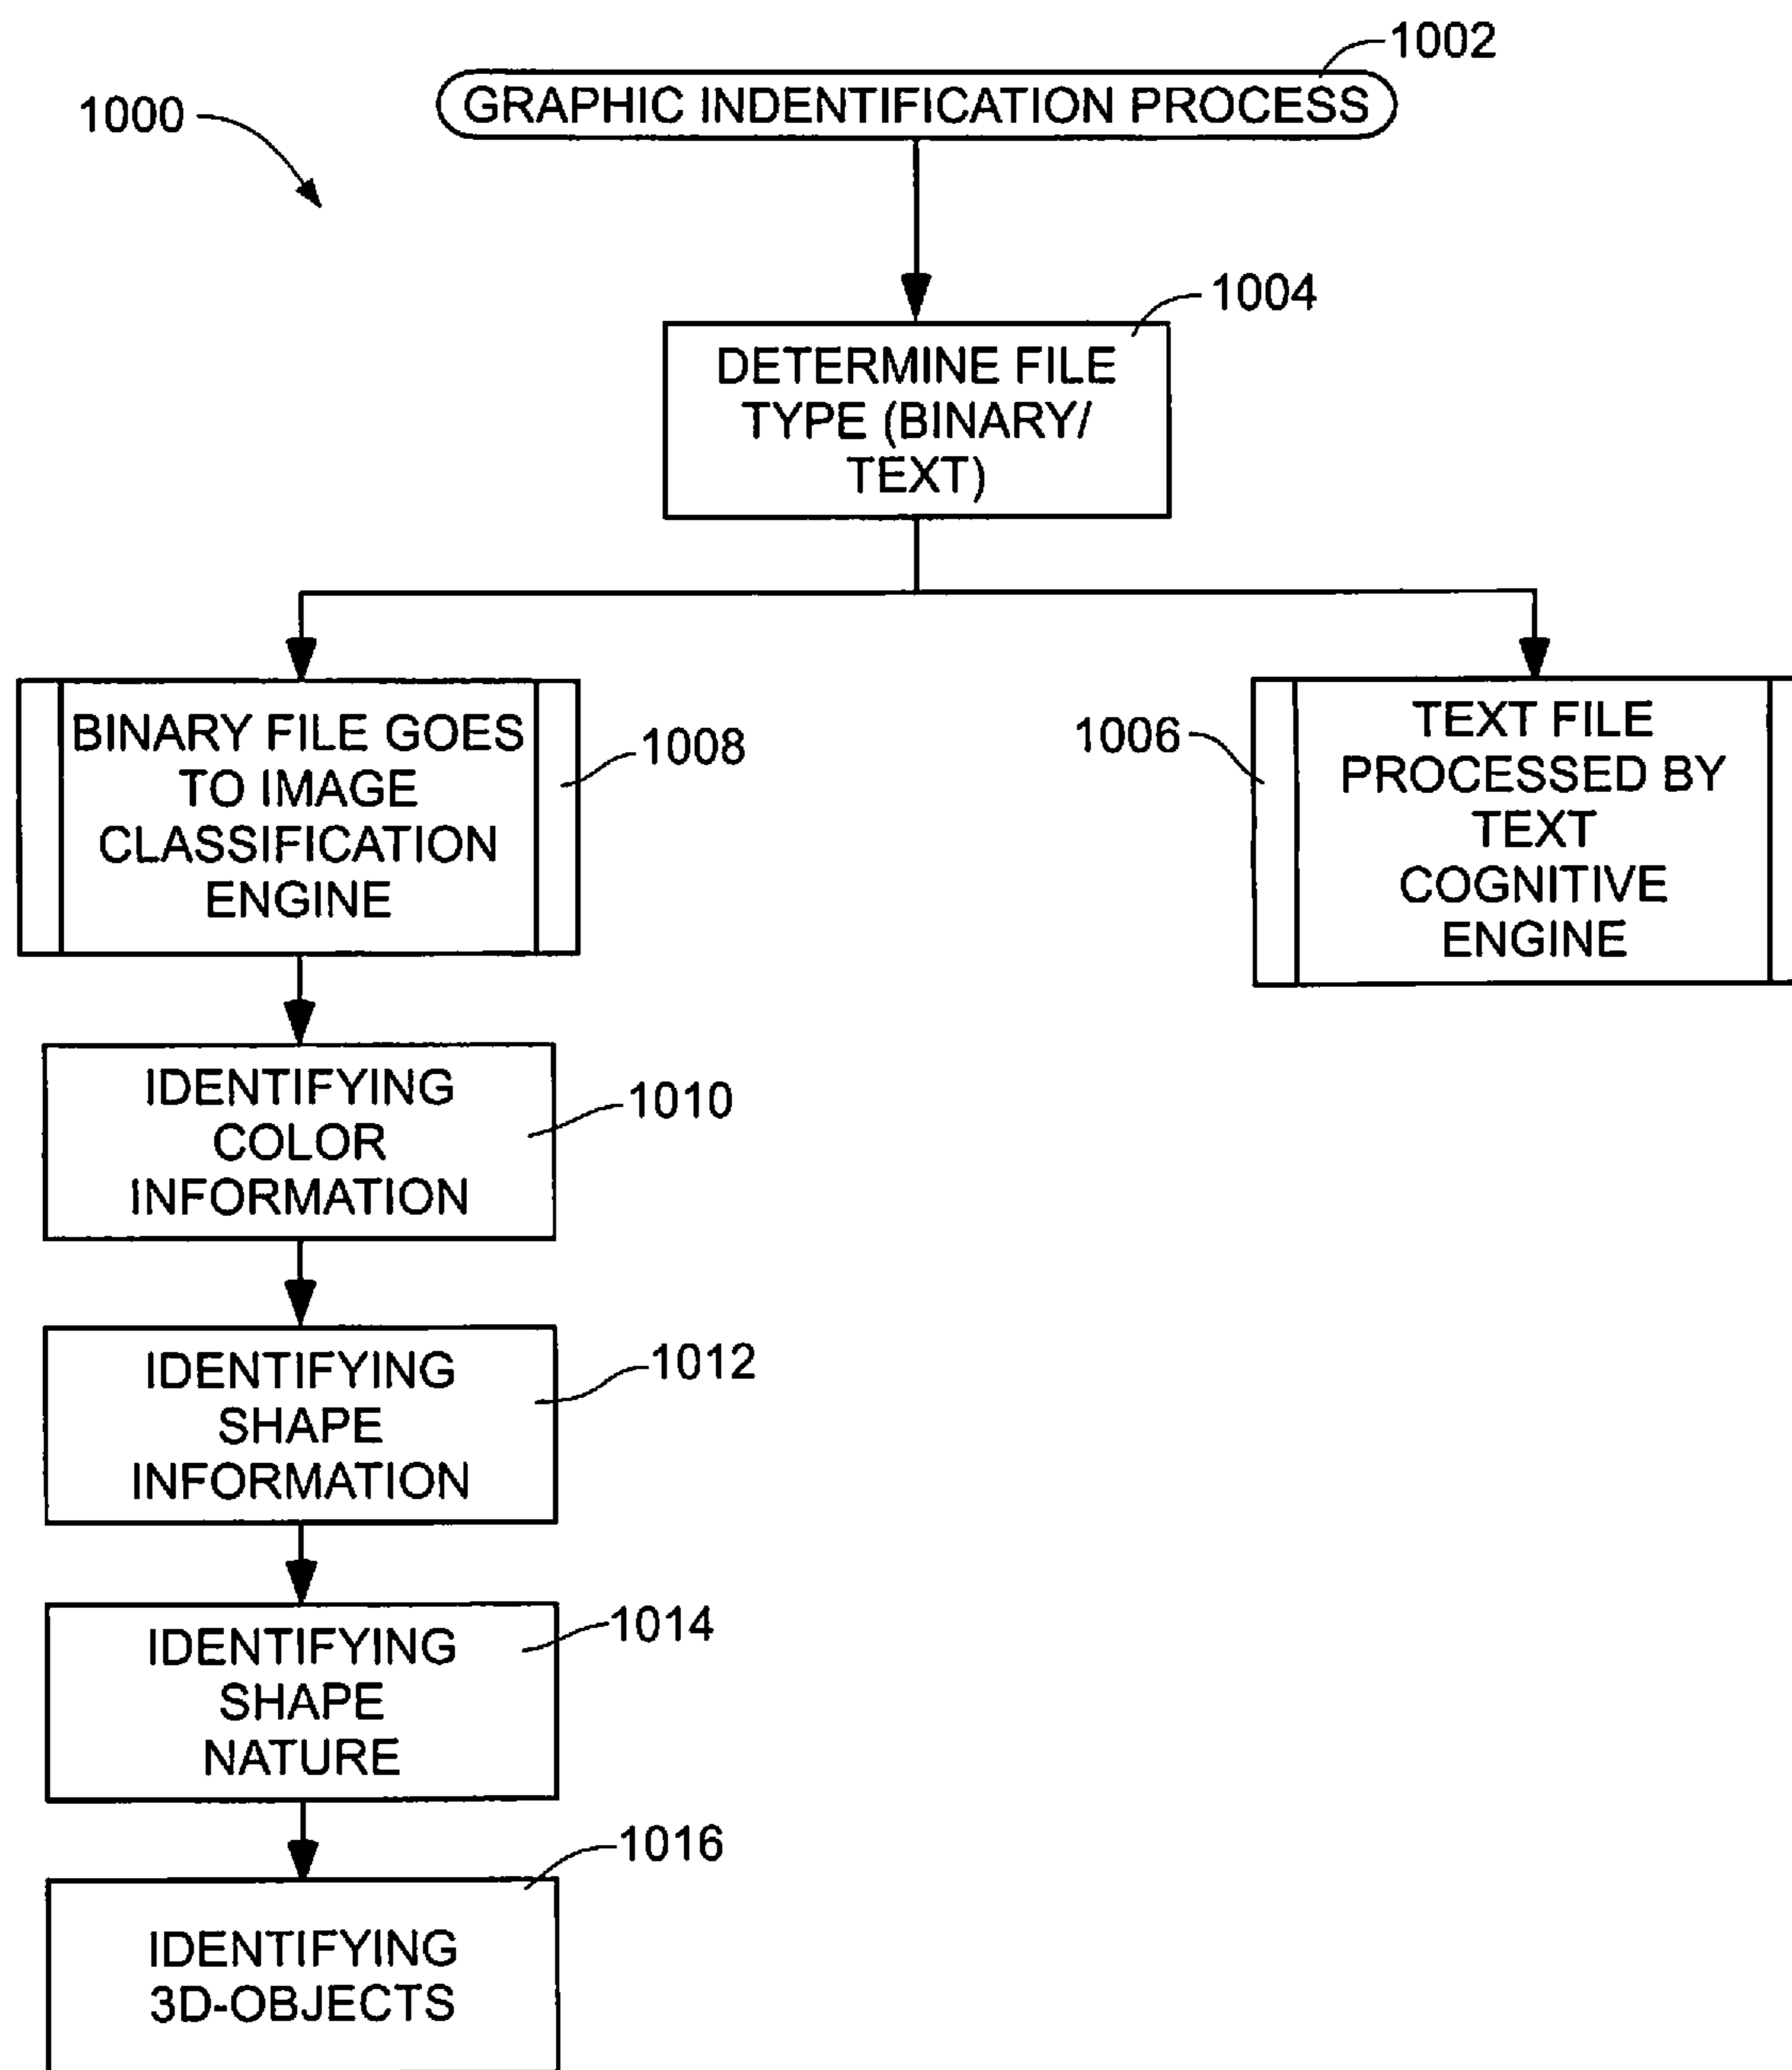 1002
GRAPHIC INDENTIFICATION PROCESS
1000
1004
DETERMINE FILE
TYPE (BINARY/
TEXT)
BINARY FILE GOES
TO IMAGE
CLASSIFICATION
ENGINE
1008
1006
TEXT FILE
PROCESSED BY
TEXT
COGNITIVE
ENGINE
IDENTIFYING
COLOR
INFORMATION
1010
IDENTIFYING
SHAPE
INFORMATION
1012
IDENTIFYING
SHAPE
NATURE
1014
1016
IDENTIFYING
3D-OBJECTS